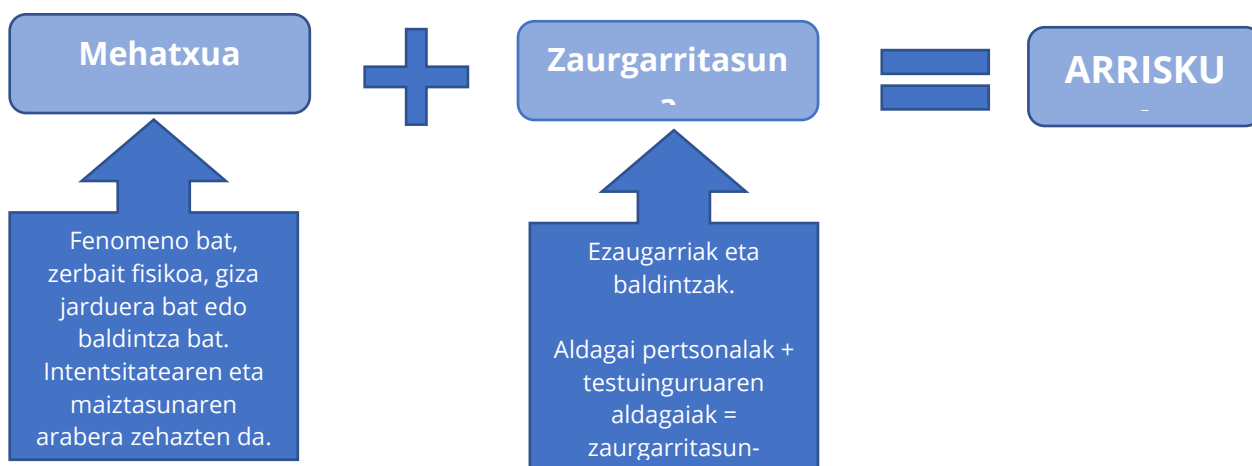 Mehatxua
Zaurgarritasun
ARRISKU
Fenomeno bat,
zerbait fisikoa, giza
jarduera bat edo
baldintza bat.
Intentsitatearen eta
maiztasunaren
arabera zehazten da.
Ezaugarriak eta
baldintzak.
Aldagai pertsonalak +
testuinguruaren
aldagaiak =
zaurgarritasun-